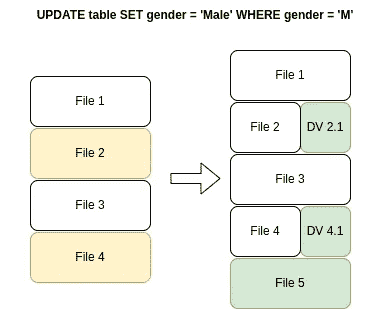 UPDATE table SET gender = 'Male' WHERE gender = 'M'
File 1
File 2
File 3
File 4
File 1
File 2
DV 2.1
File 3
File 4
DV 4.1
File 5